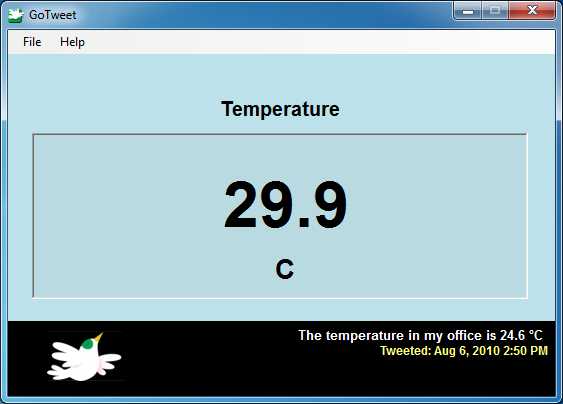 GoTweet
File Help
Temperature
29.9
C
The temperature in my office is 24.6 °C
Tweeted: Aug 6, 2010 2:50 PM